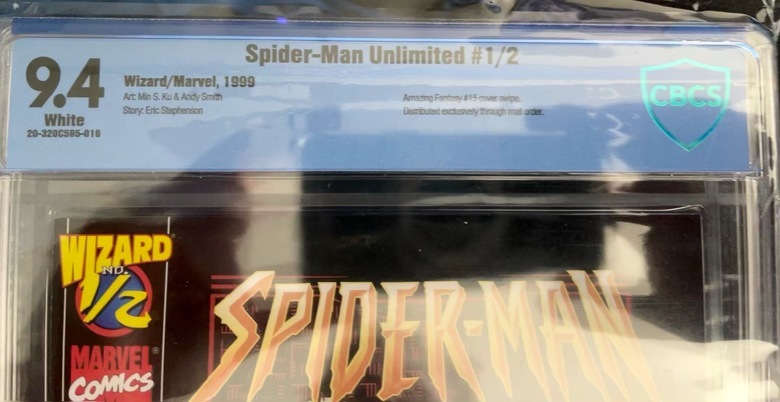 Spider-Man Unlimited #1/2
9.4
White
20-320C595-010
Wizard/Marvel, 1999
Art: Min S. Ku & Andy Smith
Story: Eric Stephenson
Amazing Fantasy #15 cover swipe.
Distributed exclusively through mail order.
CBCS
WIZARD
NO.
1/2
MARVEL®
COMICS
SPIDER-MAN